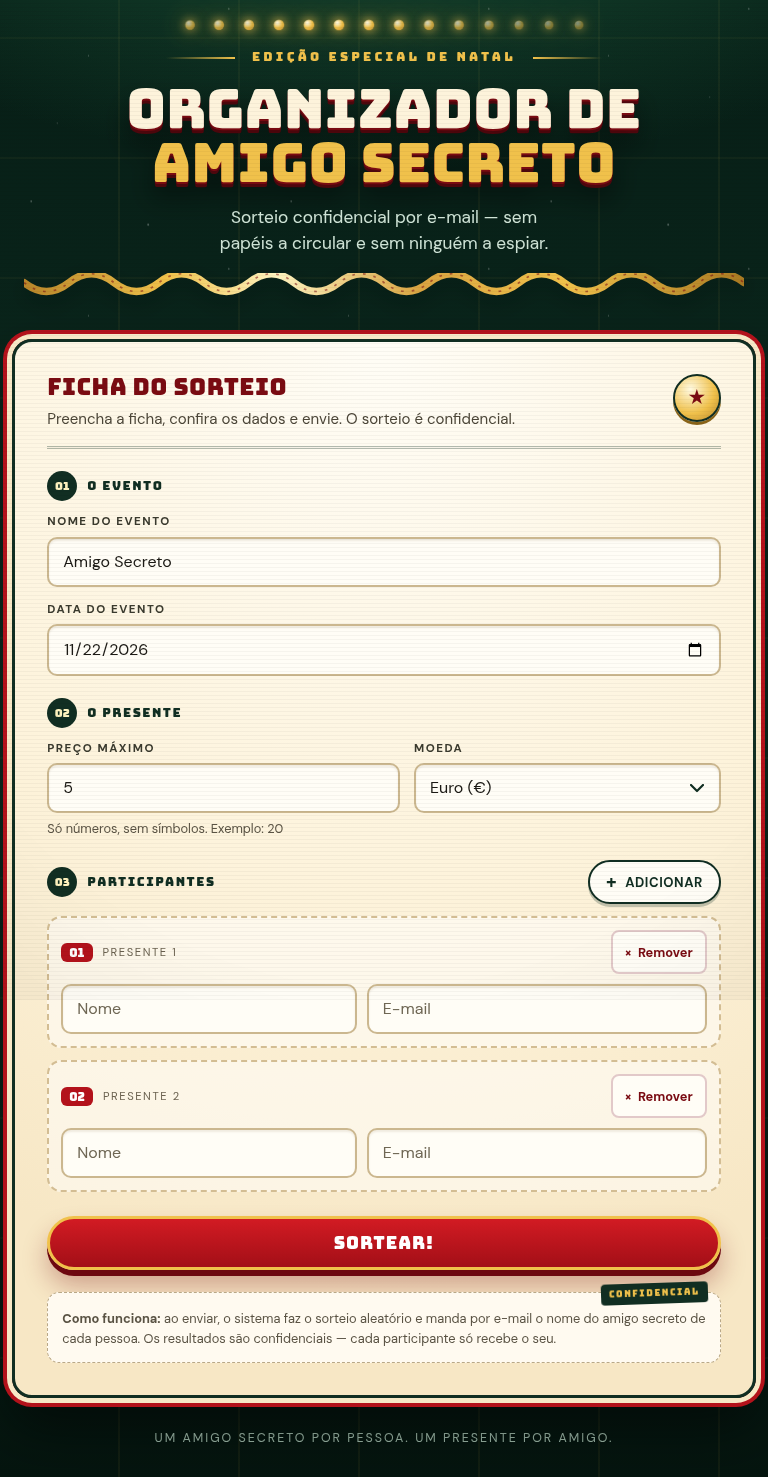 EDIÇÃO ESPECIAL DE NATAL
ORGANIZADOR DE
AMIGO SECRETO
Sorteio confidencial por e-mail — sem
papéis a circular e sem ninguém a espiar.
FICHA DO SORTEIO
Preencha a ficha, confira os dados e envie. O sorteio é confidencial.
01 O EVENTO
NOME DO EVENTO
Amigo Secreto
DATA DO EVENTO
11/22/2026
02 O PRESENTE
PREÇO MÁXIMO MOEDA
5 Euro (€)
Só números, sem símbolos. Exemplo: 20
03 PARTICIPANTES + ADICIONAR
01 PRESENTE 1 × Remover
Nome E-mail
02 PRESENTE 2 × Remover
Nome E-mail
SORTEAR!
CONFIDENCIAL
Como funciona: ao enviar, o sistema faz o sorteio aleatório e manda por e-mail o nome do amigo secreto de
cada pessoa. Os resultados são confidenciais — cada participante só recebe o seu.
UM AMIGO SECRETO POR PESSOA. UM PRESENTE POR AMIGO.